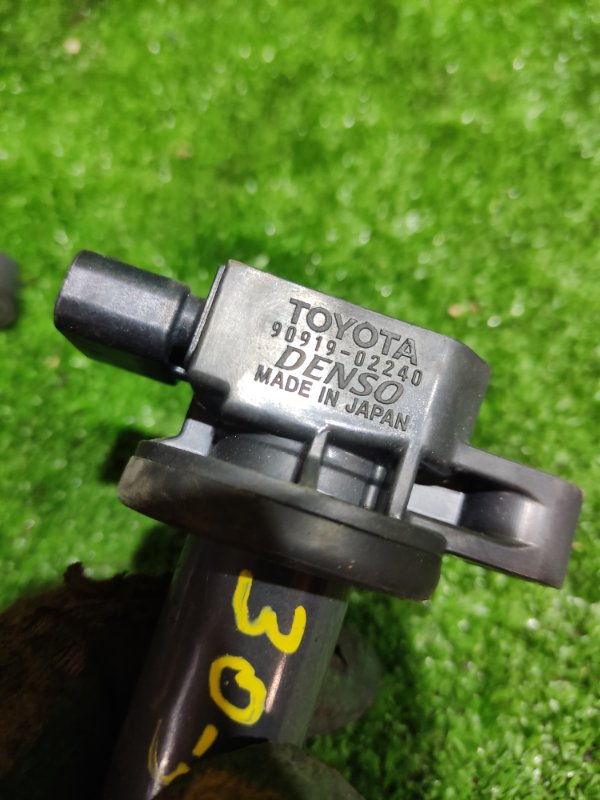 TOYOTA
90919-02240
DENSO
MADE IN JAPAN
30-